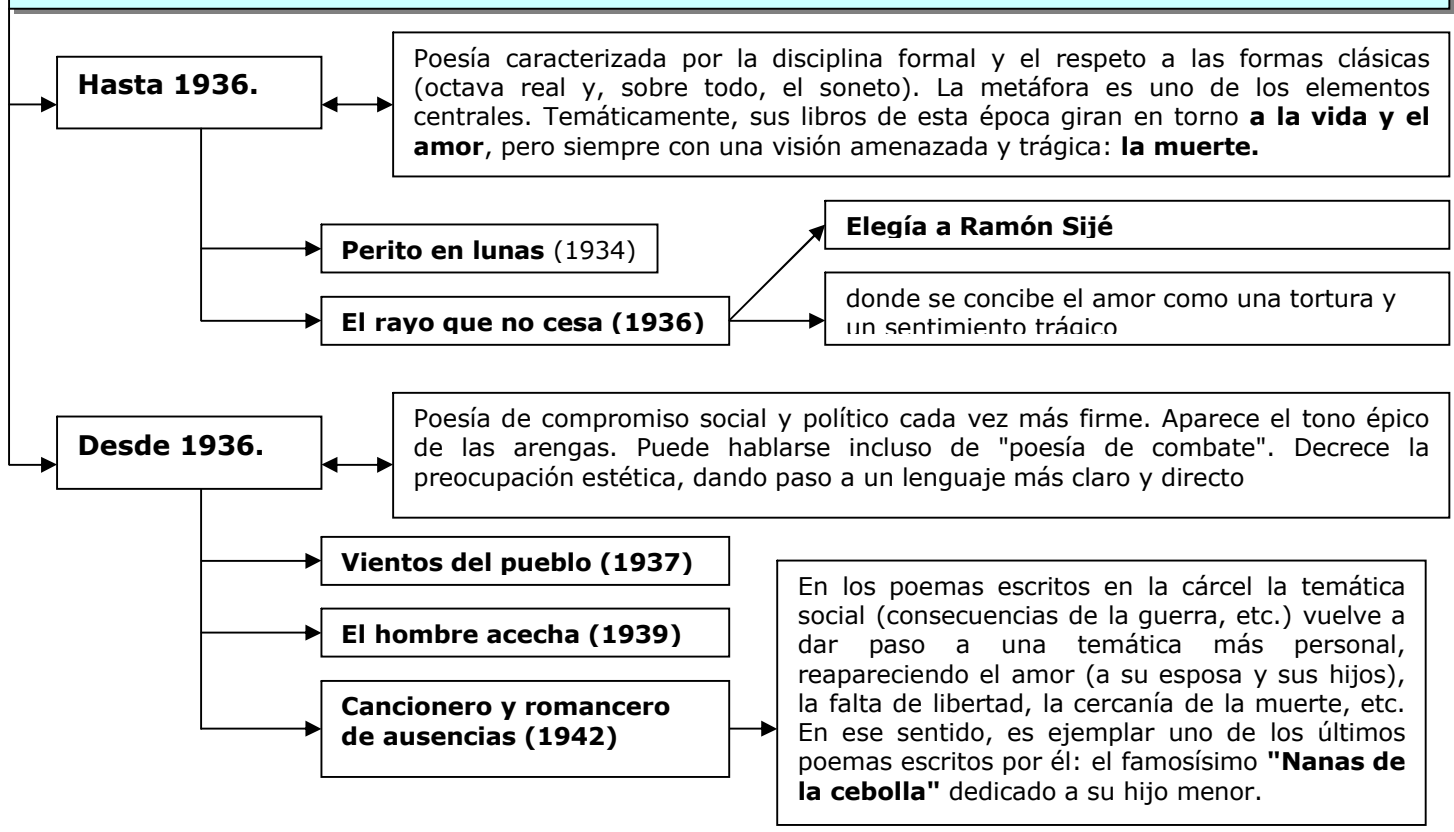 Hasta 1936.
Poesía caracterizada por la disciplina formal y el respeto a las formas clásicas
(octava real y, sobre todo, el soneto). La metáfora es uno de los elementos
centrales. Temáticamente, sus libros de esta época giran en torno a la vida y el
amor, pero siempre con una visión amenazada y trágica: la muerte.
Perito en lunas (1934)
El rayo que no cesa (1936)
Elegía a Ramón Sijé
donde se concibe el amor como una tortura y
un sentimiento trágico
Desde 1936.
Poesía de compromiso social y político cada vez más firme. Aparece el tono épico
de las arengas. Puede hablarse incluso de "poesía de combate". Decrece la
preocupación estética, dando paso a un lenguaje más claro y directo
Vientos del pueblo (1937)
El hombre acecha (1939)
Cancionero y romancero
de ausencias (1942)
En los poemas escritos en la cárcel la temática
social (consecuencias de la guerra, etc.) vuelve a
dar paso a una temática más personal,
reapareciendo el amor (a su esposa y sus hijos),
la falta de libertad, la cercanía de la muerte, etc.
En ese sentido, es ejemplar uno de los últimos
poemas escritos por él: el famosísimo "Nanas de
la cebolla" dedicado a su hijo menor.